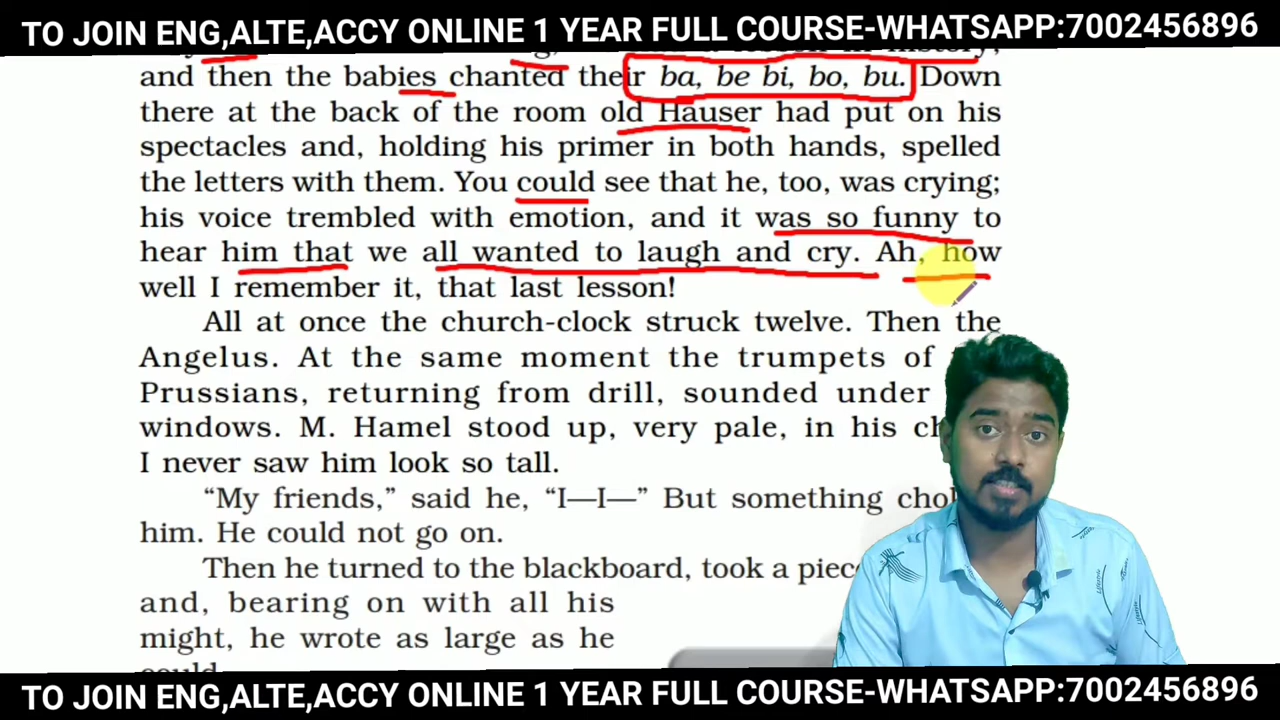 TO JOIN ENG,ALTE,ACCY ONLINE 1 YEAR FULL COURSE-WHATSAPP:7002456896
and then the babies chanted their ba, be bi, bo, bu. Down
there at the back of the room old Hauser had put on his
spectacles and, holding his primer in both hands, spelled
the letters with them. You could see that he, too, was crying;
his voice trembled with emotion, and it was so funny to
hear him that we all wanted to laugh and cry. Ah, how
well I remember it, that last lesson!
All at once the church-clock struck twelve. Then the
Angelus. At the same moment the trumpets of
Prussians, returning from drill, sounded under
windows. M. Hamel stood up, very pale, in his
I never saw him look so tall.
“My friends,” said he, “I—I—” But something
him. He could not go on.
Then he turned to the blackboard, took a
and, bearing on with all his
might, he wrote as large as he
TO JOIN ENG,ALTE,ACCY ONLINE 1 YEAR FULL COURSE-WHATSAPP:7002456896